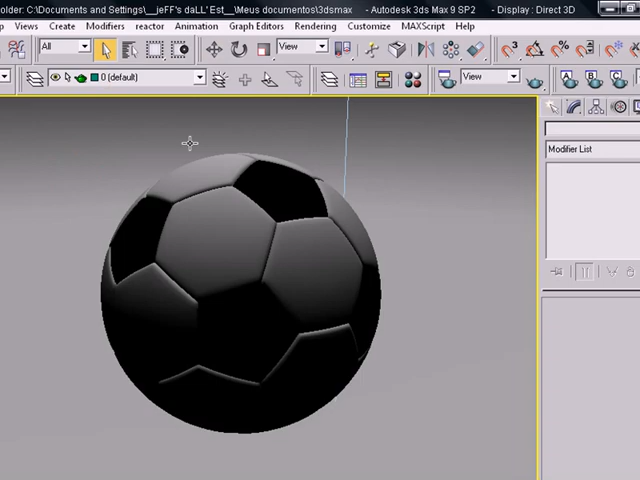 older: C:\Documents and Settings\__jeFF's daLL' Est__\Meus documentos\3dsmax - Autodesk 3ds Max 9 SP2 - Display : Direct 3D
Views Create Modifiers reactor Animation Graph Editors Rendering Customize MAXScript Help
All View 3
0 (default) View A B C
Modifier List